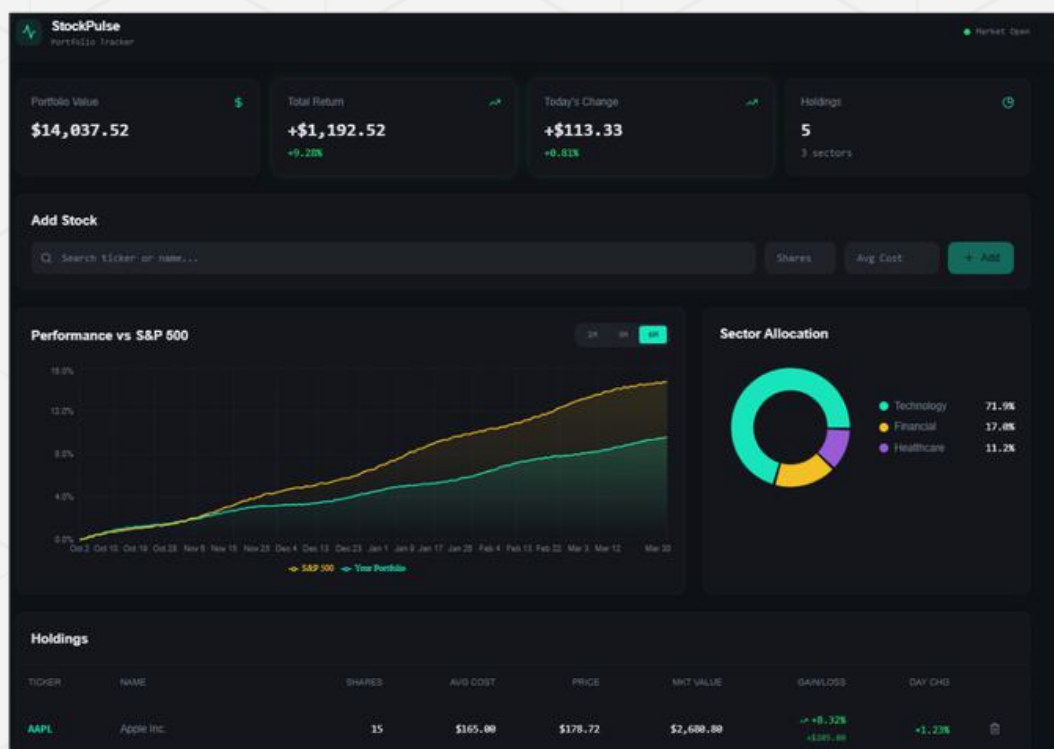 StockPulse
Portfolio Tracker
Market Open
Portfolio Value
$
$14,037.52
Total Return
+$1,192.52
+9.28%
Today's Change
+$113.33
+0.81%
Holdings
5
3 sectors
Add Stock
Search ticker or name...
Shares
Avg Cost
+ Add
Performance vs S&P 500
6M
16.0%
12.0%
8.0%
4.0%
0.0%
Oct 2 Oct 10 Oct 19 Oct 28 Nov 6 Nov 15 Nov 23 Dec 4 Dec 13 Dec 23 Jan 1 Jan 9 Jan 17 Jan 26 Feb 4 Feb 13 Feb 22 Mar 3 Mar 12 Mar 30
S&P 500 Your Portfolio
Sector Allocation
Technology 71.9%
Financial 17.0%
Healthcare 11.2%
Holdings
TICKER NAME SHARES AVG COST PRICE MKT VALUE GAIN/LOSS DAY CHG
AAPL Apple Inc. 15 $165.00 $178.72 $2,680.80 +8.32% +1.23%